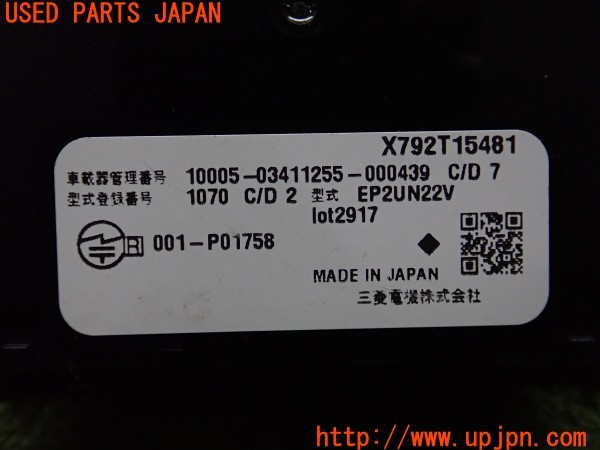 USED PARTS JAPAN
X792T15481
車載器管理番号 10005-03411255-000439 C/D 7
型式登録番号 1070 C/D 2 型式 EP2UN22V
lot2917
R 001-P01758
MADE IN JAPAN
三菱電機株式会社
http://www.upjpn.com/